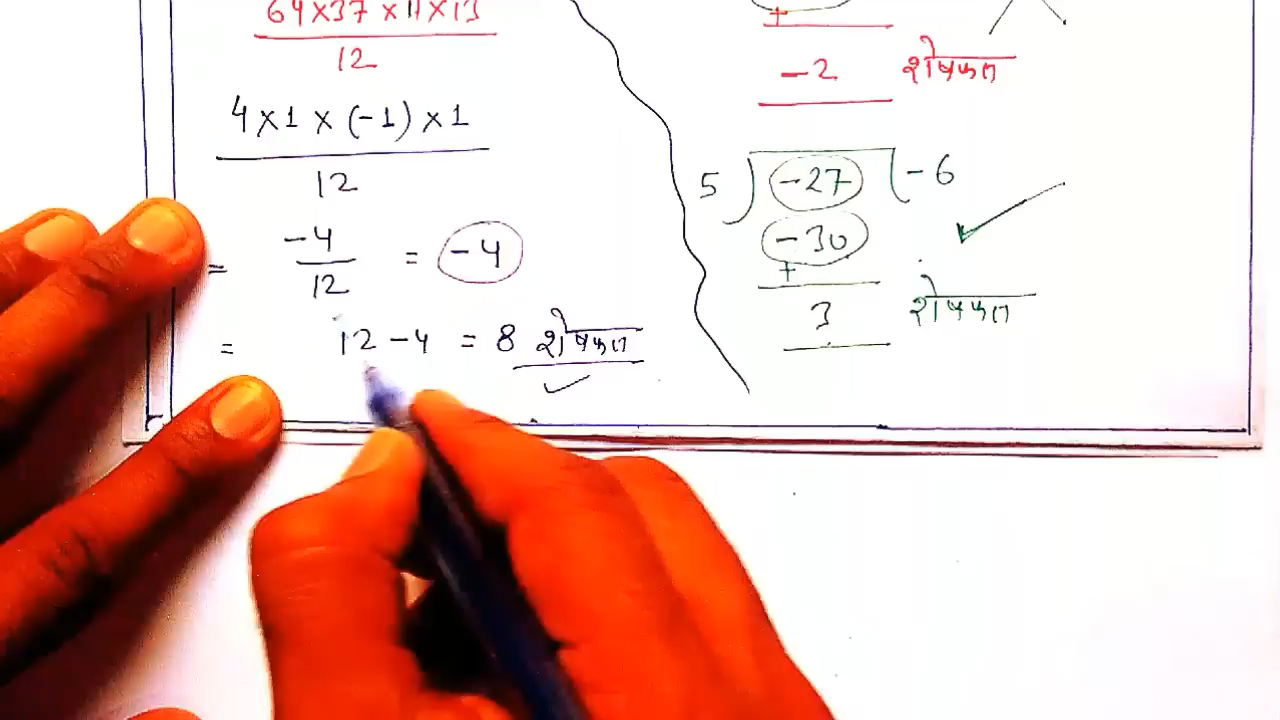 64 × 37 × 11 × 13
12
4 × 1 × (-1) × 1
12
= -4
12
= -4
= 12 - 4 = 8 शेषफल
+
-2 शेषफल
5 ) -27 ( -6
-30
+
3 शेषफल